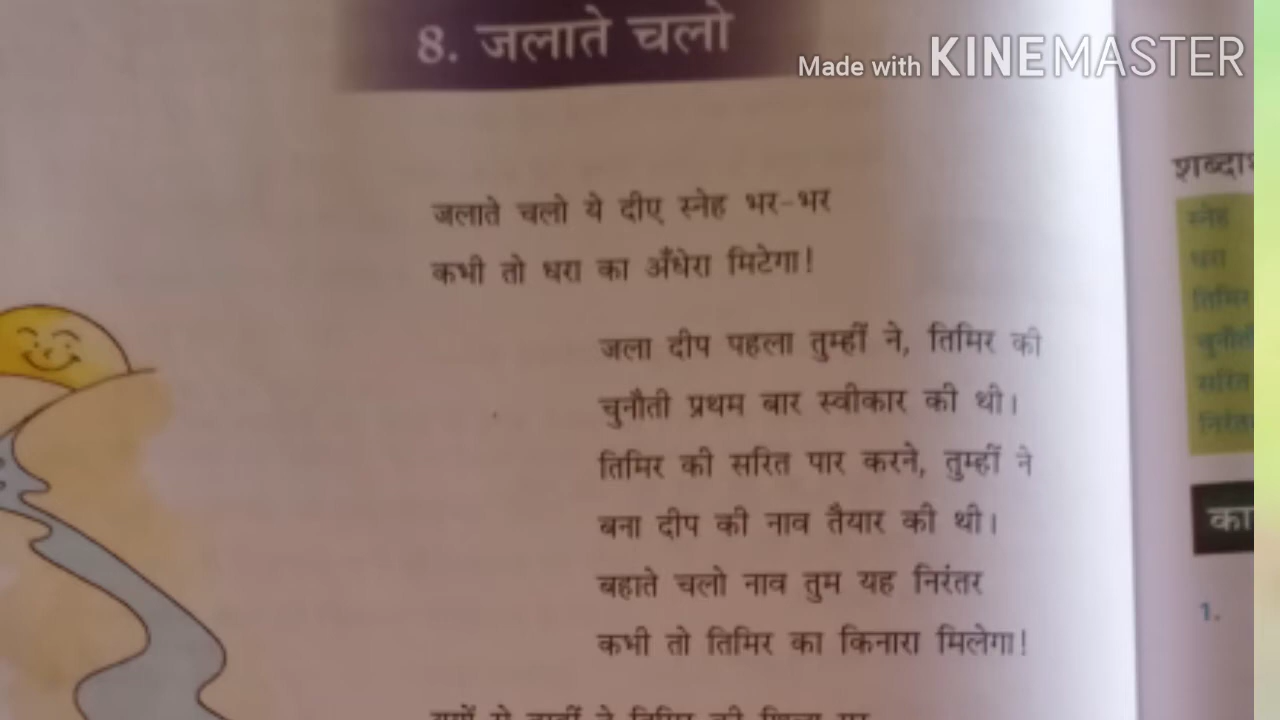 8. जलाते चलो
Made with KINEMASTER
जलाते चलो ये दीए स्नेह भर-भर
कभी तो धरा का अँधेरा मिटेगा!
जला दीप पहला तुम्हीं ने, तिमिर की
चुनौती प्रथम बार स्वीकार की थी।
तिमिर की सरित पार करने, तुम्हीं ने
बना दीप की नाव तैयार की थी।
बहाते चलो नाव तुम यह निरंतर
कभी तो तिमिर का किनारा मिलेगा!
स्नेह
धरा
तिमिर
सरित
1.